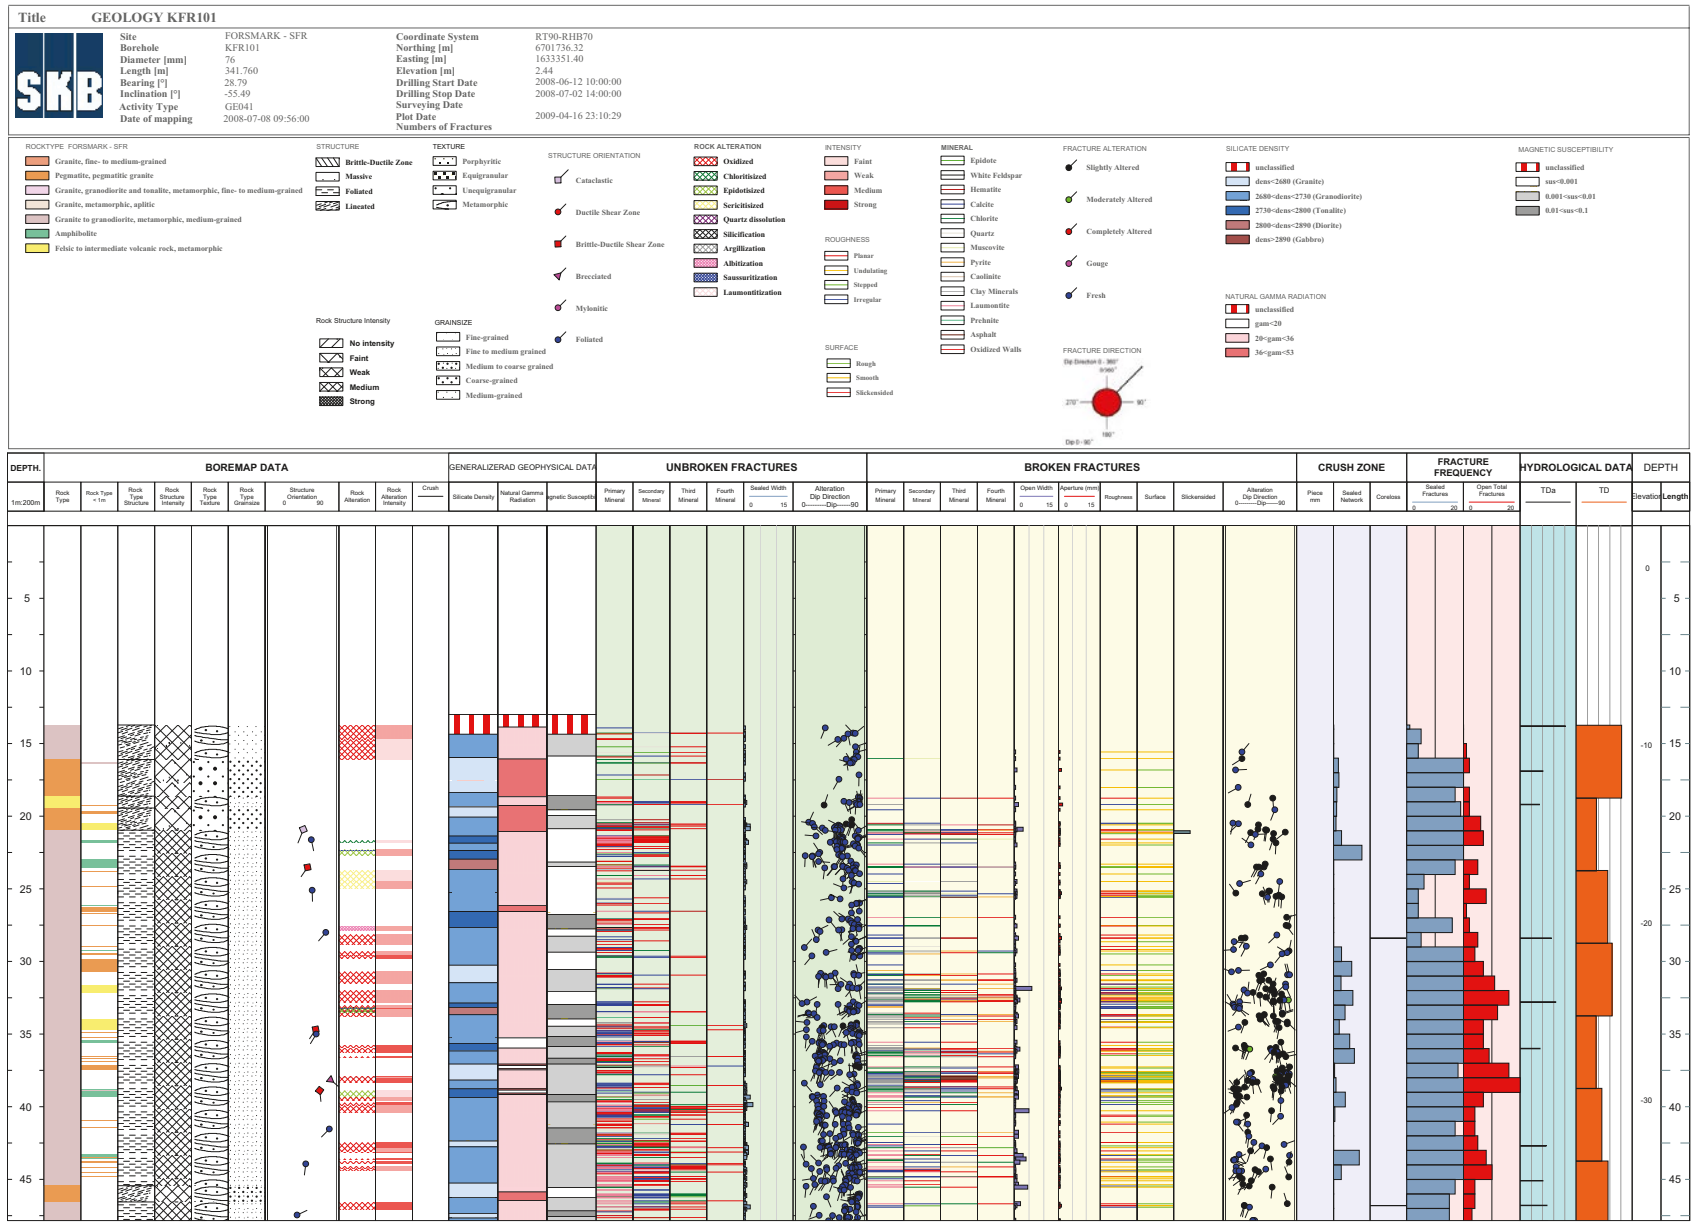 Title GEOLOGY KFR101
SKB
Site FORSMARK - SFR
Borehole KFR101
Diameter [mm] 76
Length [m] 341.760
Bearing [°] 28.79
Inclination [°] -55.49
Activity Type GE041
Date of mapping 2008-07-08 09:56:00
Coordinate System RT90-RHB70
Northing [m] 6701736.32
Easting [m] 1633351.40
Elevation [m] 2.44
Drilling Start Date 2008-06-12 10:00:00
Drilling Stop Date 2008-07-02 14:00:00
Surveying Date
Plot Date 2009-04-16 23:10:29
Numbers of Fractures
ROCKTYPE FORSMARK - SFR
Granite, fine- to medium-grained
Pegmatite, pegmatitic granite
Granite, granodiorite and tonalite, metamorphic, fine- to medium-grained
Granite, metamorphic, aplitic
Granite to granodiorite, metamorphic, medium-grained
Amphibolite
Felsic to intermediate volcanic rock, metamorphic
STRUCTURE
Brittle-Ductile Zone
Massive
Foliated
Lineated
Rock Structure Intensity
No intensity
Faint
Weak
Medium
Strong
TEXTURE
Porphyritic
Equigranular
Unequigranular
Metamorphic
GRAINSIZE
Fine-grained
Fine to medium grained
Medium to coarse grained
Coarse-grained
Medium-grained
STRUCTURE ORIENTATION
Cataclastic
Ductile Shear Zone
Brittle-Ductile Shear Zone
Brecciated
Mylonitic
Foliated
ROCK ALTERATION
Oxidized
Chloritisized
Epidotisized
Sericitisized
Quartz dissolution
Silicification
Argillization
Albitization
Saussuritization
Laumontitization
INTENSITY
Faint
Weak
Medium
Strong
ROUGHNESS
Planar
Undulating
Stepped
Irregular
SURFACE
Rough
Smooth
Slickensided
MINERAL
Epidote
White Feldspar
Hematite
Calcite
Chlorite
Quartz
Muscovite
Pyrite
Caolinite
Clay Minerals
Laumontite
Prehnite
Asphalt
Oxidized Walls
FRACTURE ALTERATION
Slightly Altered
Moderately Altered
Completely Altered
Gouge
Fresh
FRACTURE DIRECTION
Dip Direction 0 - 360°
0/360°
270° 90°
180°
Dip 0 - 90°
SILICATE DENSITY
unclassified
dens<2680 (Granite)
2680<dens<2730 (Granodiorite)
2730<dens<2800 (Tonalite)
2800<dens<2890 (Diorite)
dens>2890 (Gabbro)
NATURAL GAMMA RADIATION
unclassified
gam<20
20<gam<36
36<gam<53
MAGNETIC SUSCEPTIBILITY
unclassified
sus<0.001
0.001<sus<0.01
0.01<sus<0.1
DEPTH. BOREMAP DATA GENERALIZERAD GEOPHYSICAL DATA UNBROKEN FRACTURES BROKEN FRACTURES CRUSH ZONE FRACTURE FREQUENCY HYDROLOGICAL DATA DEPTH
1m:200m
Rock Type
Rock Type < 1m
Rock Type Structure
Rock Structure Intensity
Rock Type Texture
Rock Type Grainsize
Structure Orientation 0 90
Rock Alteration
Rock Alteration Intensity
Crush
Silicate Density
Natural Gamma Radiation
agnetic Susceptibi
Primary Mineral
Secondary Mineral
Third Mineral
Fourth Mineral
Sealed Width 0 15
Alteration Dip Direction 0---------Dip------90
Primary Mineral
Secondary Mineral
Third Mineral
Fourth Mineral
Open Width 0 15
Aperture (mm) 0 15
Roughness
Surface
Slickensided
Alteration Dip Direction 0---------Dip------90
Piece mm
Sealed Network
Coreloss
Sealed Fractures 0 20
Open Total Fractures 0 20
TDa
TD
Elevation
Length
0
5 5
10 10
15 -10 15
20 20
25 25
-20
30 30
35 35
40 -30 40
45 45